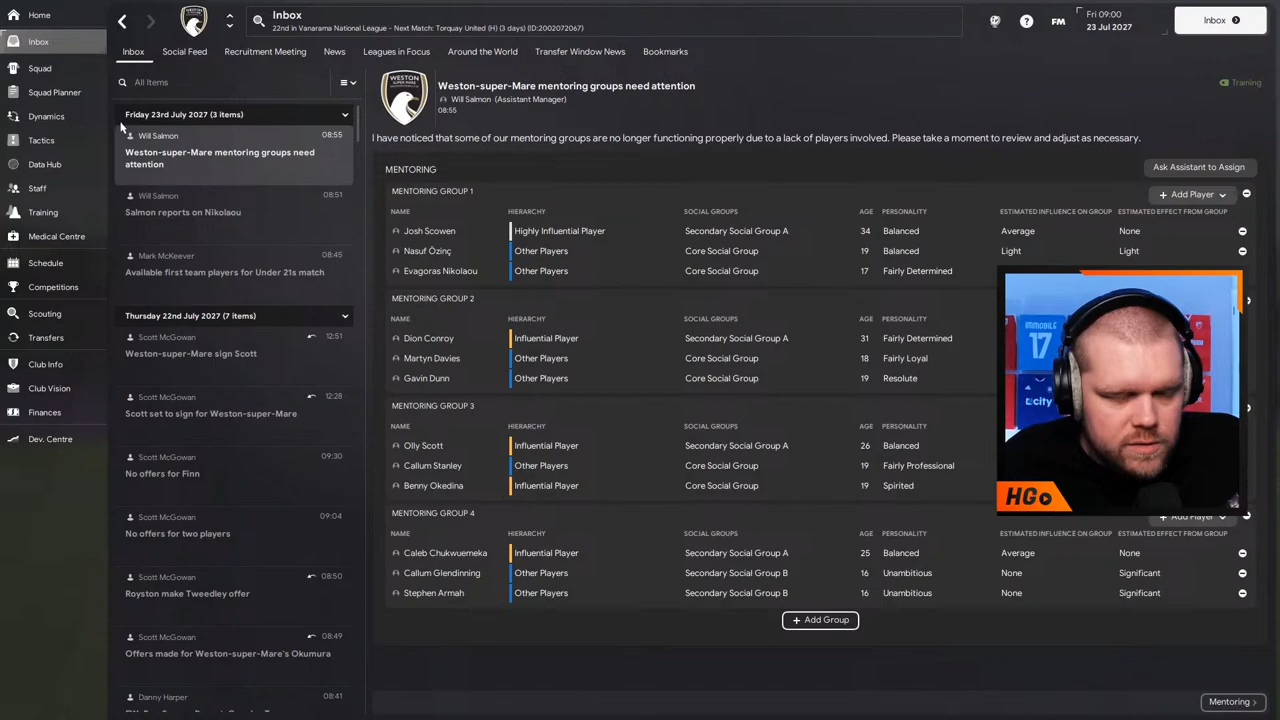 Home
Inbox
Squad
Squad Planner
Dynamics
Tactics
Data Hub
Staff
Training
Medical Centre
Schedule
Competitions
Scouting
Transfers
Club Info
Club Vision
Finances
Dev. Centre
Inbox
22nd in Vanarama National League - Next Match: Torquay United (H) (3 days) (ID:2002072067)
FM
Fri 09:00
23 Jul 2027
Inbox
Inbox Social Feed Recruitment Meeting News Leagues in Focus Around the World Transfer Window News Bookmarks
All Items
Friday 23rd July 2027 (3 items)
Will Salmon 08:55
Weston-super-Mare mentoring groups need
attention
Will Salmon 08:51
Salmon reports on Nikolaou
Mark McKeever 08:45
Available first team players for Under 21s match
Thursday 22nd July 2027 (7 items)
Scott McGowan 12:51
Weston-super-Mare sign Scott
Scott McGowan 12:28
Scott set to sign for Weston-super-Mare
Scott McGowan 09:30
No offers for Finn
Scott McGowan 09:04
No offers for two players
Scott McGowan 08:50
Royston make Tweedley offer
Scott McGowan 08:49
Offers made for Weston-super-Mare's Okumura
Danny Harper 08:41
WESTON
SUPER MARE
Weston-super-Mare mentoring groups need attention
Will Salmon (Assistant Manager)
08:55
Training
I have noticed that some of our mentoring groups are no longer functioning properly due to a lack of players involved. Please take a moment to review and adjust as necessary.
MENTORING Ask Assistant to Assign
MENTORING GROUP 1 + Add Player
NAME HIERARCHY SOCIAL GROUPS AGE PERSONALITY ESTIMATED INFLUENCE ON GROUP ESTIMATED EFFECT FROM GROUP
Josh Scowen Highly Influential Player Secondary Social Group A 34 Balanced Average None
Nasuf Özinç Other Players Core Social Group 19 Balanced Light Light
Evagoras Nikolaou Other Players Core Social Group 17 Fairly Determined
MENTORING GROUP 2
NAME HIERARCHY SOCIAL GROUPS AGE PERSONALITY
Dion Conroy Influential Player Secondary Social Group A 31 Fairly Determined
Martyn Davies Other Players Core Social Group 18 Fairly Loyal
Gavin Dunn Other Players Core Social Group 19 Resolute
MENTORING GROUP 3
NAME HIERARCHY SOCIAL GROUPS AGE PERSONALITY
Olly Scott Influential Player Secondary Social Group A 26 Balanced
Callum Stanley Other Players Core Social Group 19 Fairly Professional
Benny Okedina Influential Player Core Social Group 19 Spirited
MENTORING GROUP 4 + Add Player
NAME HIERARCHY SOCIAL GROUPS AGE PERSONALITY ESTIMATED INFLUENCE ON GROUP ESTIMATED EFFECT FROM GROUP
Caleb Chukwuemeka Influential Player Secondary Social Group A 25 Balanced Average None
Callum Glendinning Other Players Secondary Social Group B 16 Unambitious None Significant
Stephen Armah Other Players Secondary Social Group B 16 Unambitious None Significant
+ Add Group
Mentoring >
IMMOBILE
17
city
HG